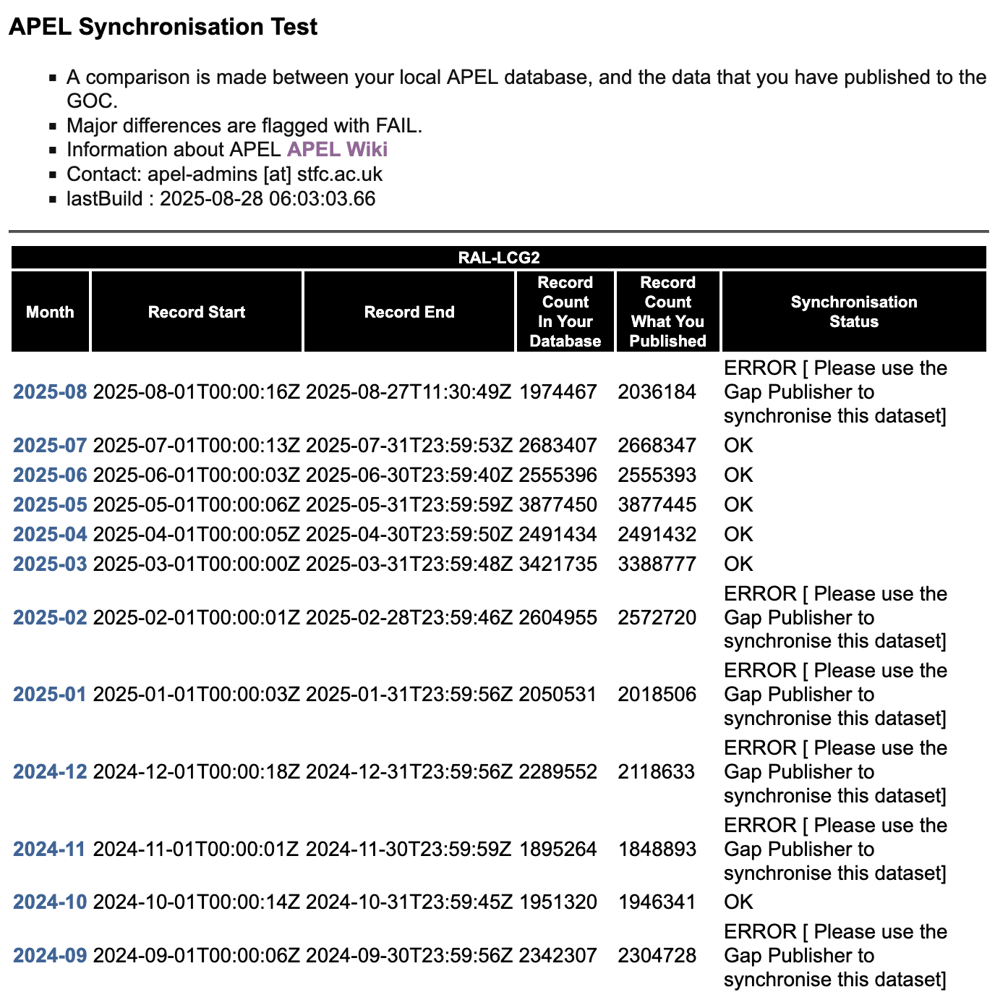 APEL Synchronisation Test
A comparison is made between your local APEL database, and the data that you have published to the
GOC.
Major differences are flagged with FAIL.
Information about APEL APEL Wiki
Contact: apel-admins [at] stfc.ac.uk
lastBuild : 2025-08-28 06:03:03.66
RAL-LCG2
Month Record Start Record End Record Count In Your Database Record Count What You Published Synchronisation Status
2025-08 2025-08-01T00:00:16Z 2025-08-27T11:30:49Z 1974467 2036184 ERROR [ Please use the
Gap Publisher to
synchronise this dataset]
2025-07 2025-07-01T00:00:13Z 2025-07-31T23:59:53Z 2683407 2668347 OK
2025-06 2025-06-01T00:00:03Z 2025-06-30T23:59:40Z 2555396 2555393 OK
2025-05 2025-05-01T00:00:06Z 2025-05-31T23:59:59Z 3877450 3877445 OK
2025-04 2025-04-01T00:00:05Z 2025-04-30T23:59:50Z 2491434 2491432 OK
2025-03 2025-03-01T00:00:00Z 2025-03-31T23:59:48Z 3421735 3388777 OK
2025-02 2025-02-01T00:00:01Z 2025-02-28T23:59:46Z 2604955 2572720 ERROR [ Please use the
Gap Publisher to
synchronise this dataset]
2025-01 2025-01-01T00:00:03Z 2025-01-31T23:59:56Z 2050531 2018506 ERROR [ Please use the
Gap Publisher to
synchronise this dataset]
2024-12 2024-12-01T00:00:18Z 2024-12-31T23:59:56Z 2289552 2118633 ERROR [ Please use the
Gap Publisher to
synchronise this dataset]
2024-11 2024-11-01T00:00:01Z 2024-11-30T23:59:59Z 1895264 1848893 ERROR [ Please use the
Gap Publisher to
synchronise this dataset]
2024-10 2024-10-01T00:00:14Z 2024-10-31T23:59:45Z 1951320 1946341 OK
2024-09 2024-09-01T00:00:06Z 2024-09-30T23:59:56Z 2342307 2304728 ERROR [ Please use the
Gap Publisher to
synchronise this dataset]